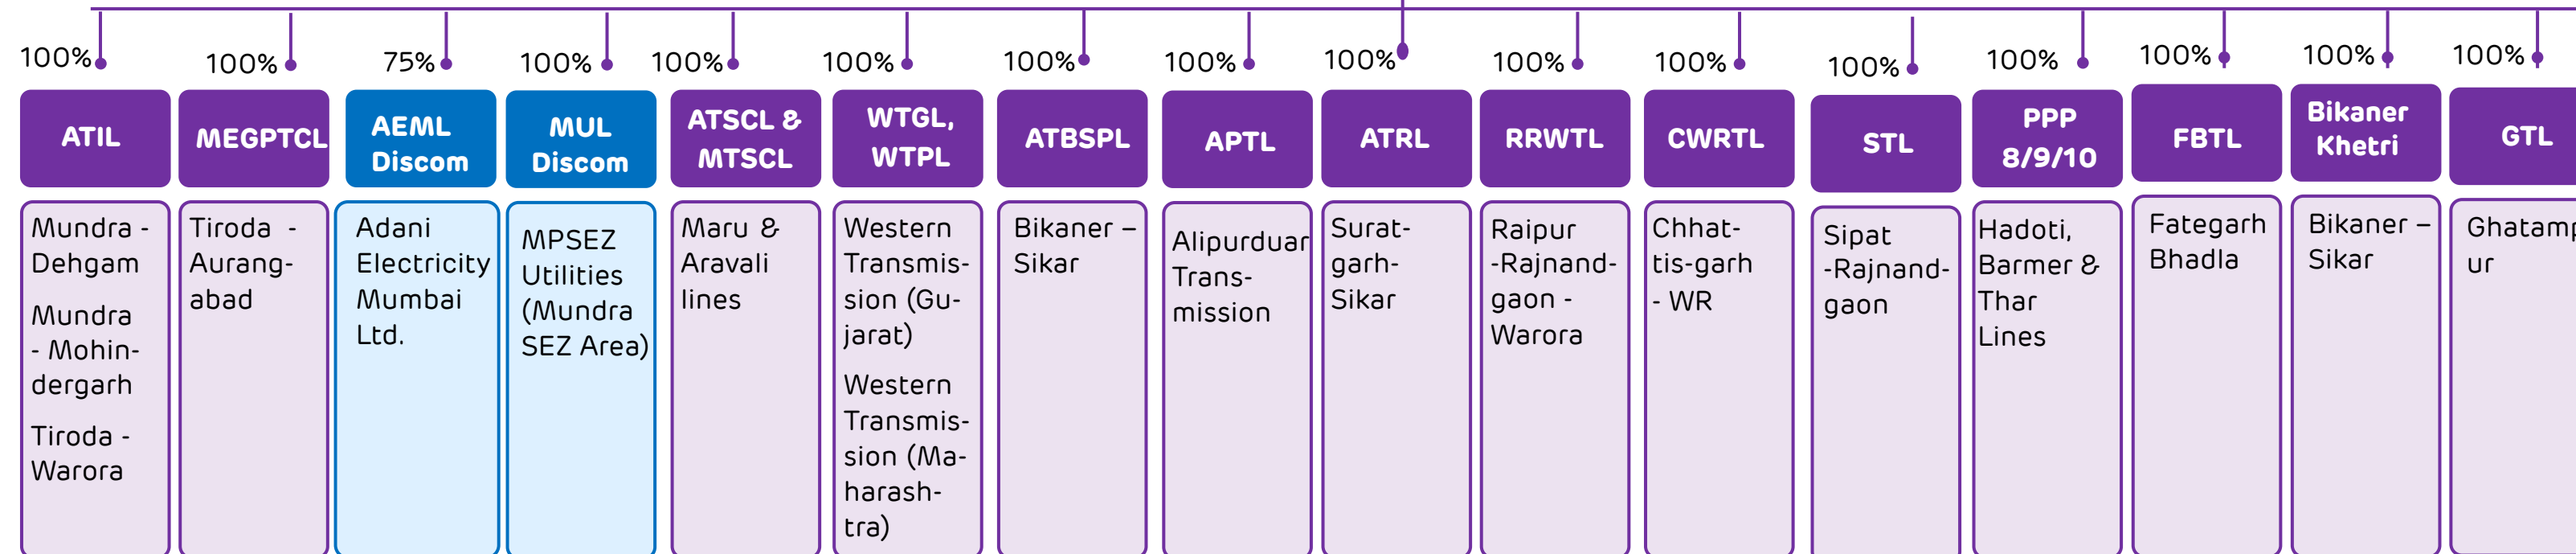 100%
100%
75%
100%
100%
100%
100%
100%
100%
100%
100%
100%
100%
100%
100%
100%
ATIL
MEGPTCL
AEML
Discom
MUL
Discom
ATSCL &
MTSCL
WTGL,
WTPL
ATBSPL
APTL
ATRL
RRWTL
CWRTL
STL
PPP
8/9/10
FBTL
Bikaner
Khetri
GTL
Mundra -
Dehgam
Mundra
- Mohin-
dergarh
Tiroda -
Warora
Tiroda -
Aurang-
abad
Adani
Electricity
Mumbai
Ltd.
MPSEZ
Utilities
(Mundra
SEZ Area)
Maru &
Aravali
lines
Western
Transmis-
sion (Gu-
jarat)
Western
Transmis-
sion (Ma-
harash-
tra)
Bikaner –
Sikar
Alipurduar
Trans-
mission
Surat-
garh-
Sikar
Raipur
-Rajnand-
gaon -
Warora
Chhat-
tis-garh
- WR
Sipat
-Rajnand-
gaon
Hadoti,
Barmer &
Thar
Lines
Fategarh
Bhadla
Bikaner –
Sikar
Ghatamp
ur